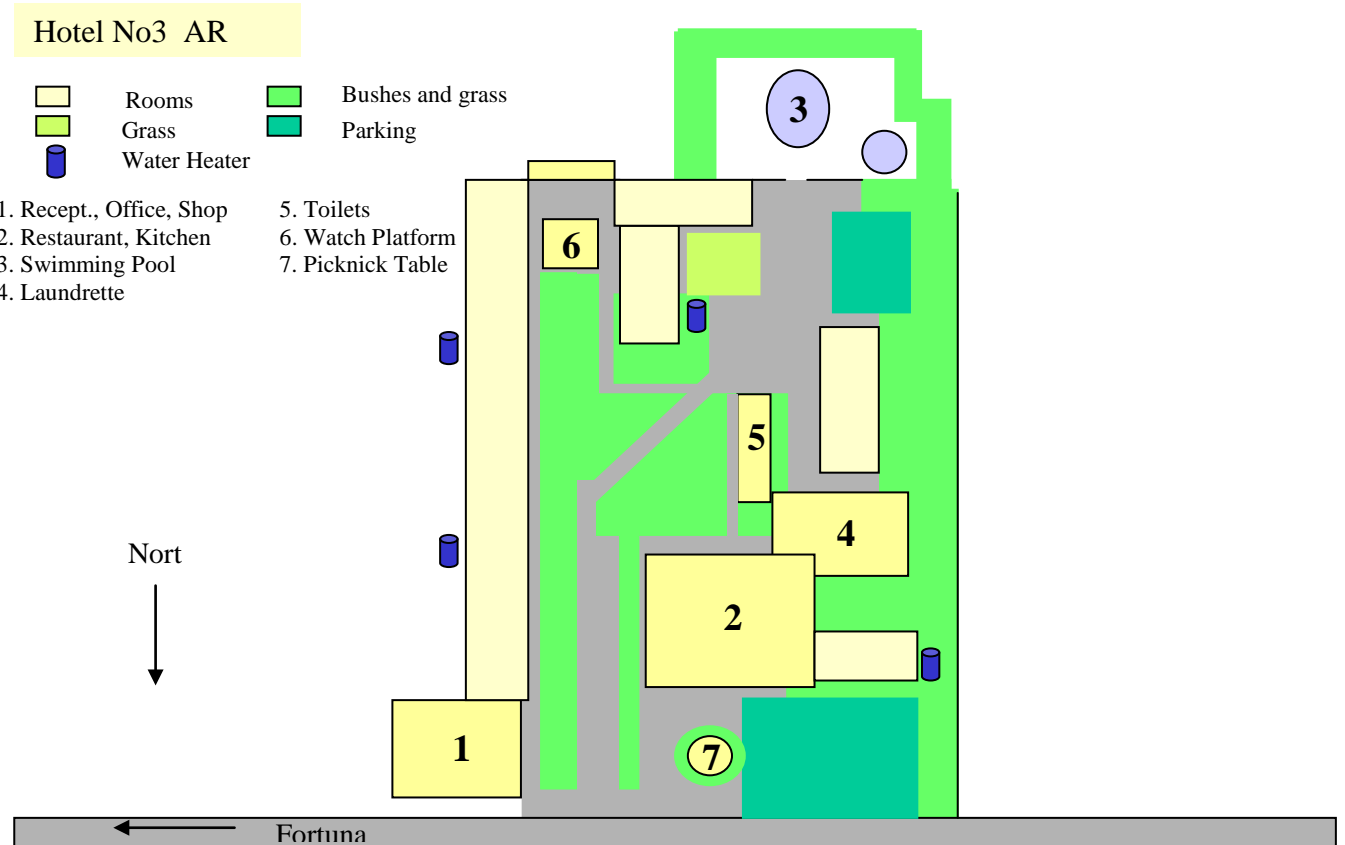 Hotel No3 AR
Rooms
Bushes and grass
Grass
Parking
Water Heater
1. Recept., Office, Shop
5. Toilets
2. Restaurant, Kitchen
6. Watch Platform
3. Swimming Pool
7. Picknick Table
4. Laundrette
3
6
5
4
Nort
2
1
7
Fortuna